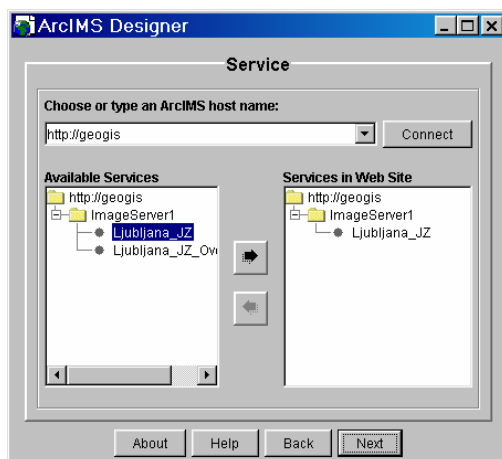 ArcIMS Designer
Service
Choose or type an ArcIMS host name:
http://geogis
Connect
Available Services
http://geogis
ImageServer1
Ljubljana_JZ
Ljubljana_JZ_Ov
Services in Web Site
http://geogis
ImageServer1
Ljubljana_JZ
About
Help
Back
Next